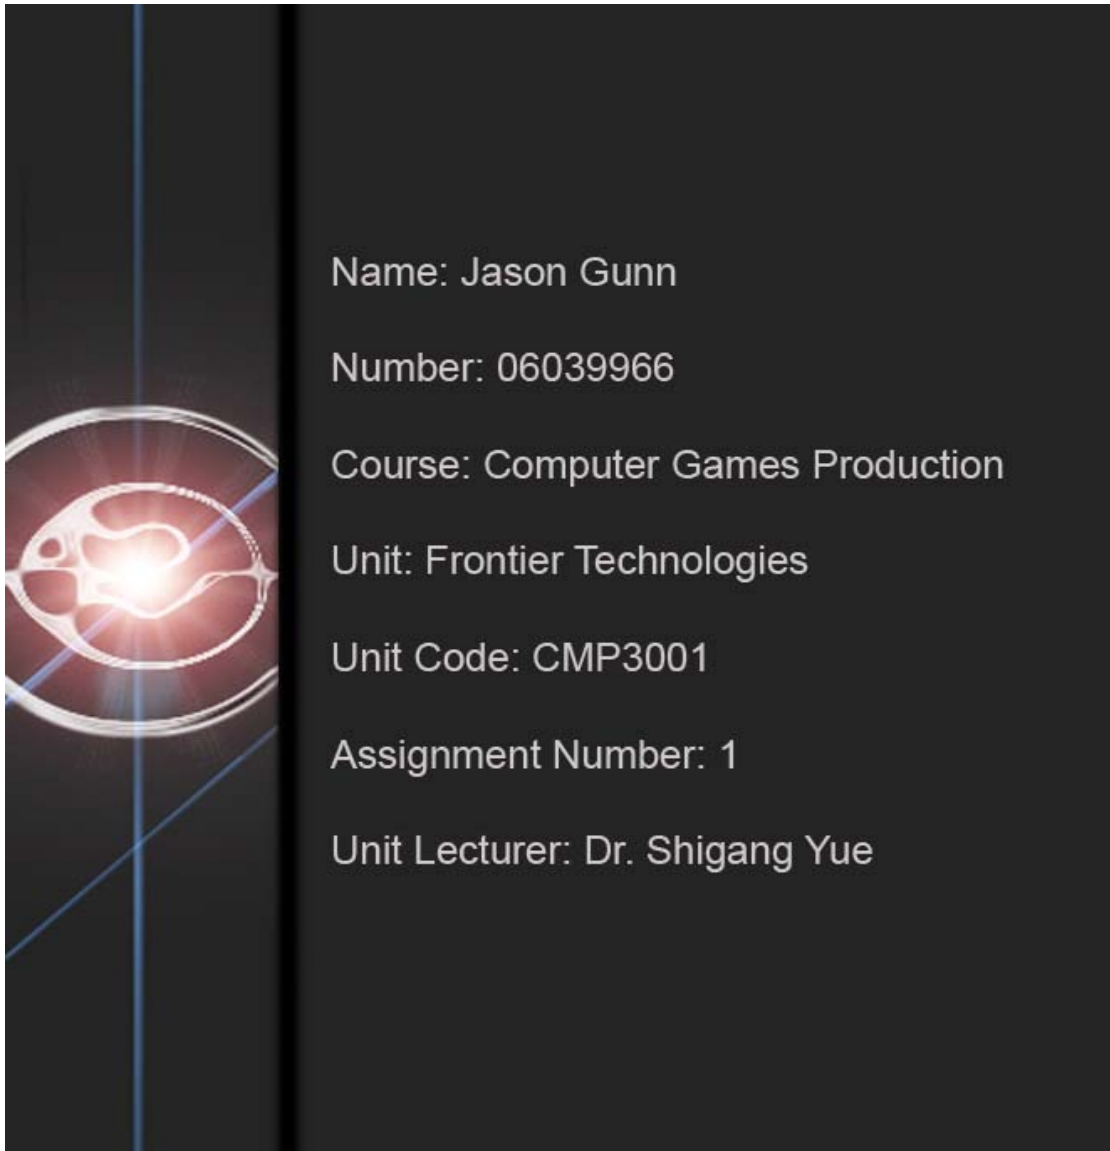 Name: Jason Gunn
Number: 06039966
Course: Computer Games Production
Unit: Frontier Technologies
Unit Code: CMP3001
Assignment Number: 1
Unit Lecturer: Dr. Shigang Yue